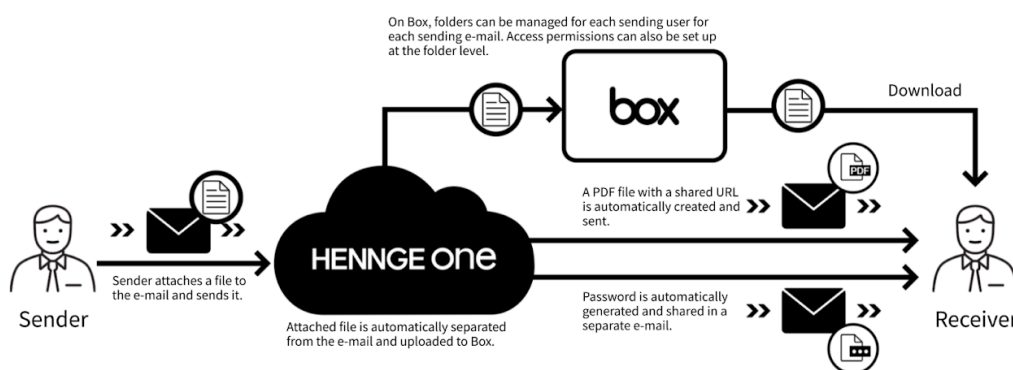 On Box, folders can be managed for each sending user for
each sending e-mail. Access permissions can also be set up
at the folder level.
box
Download
PDF
A PDF file with a shared URL
is automatically created and
sent.
HENNGE one
Sender attaches a file to
the e-mail and sends it.
Sender
Attached file is automatically separated
from the e-mail and uploaded to Box.
Password is automatically
generated and shared in a
separate e-mail.
Receiver